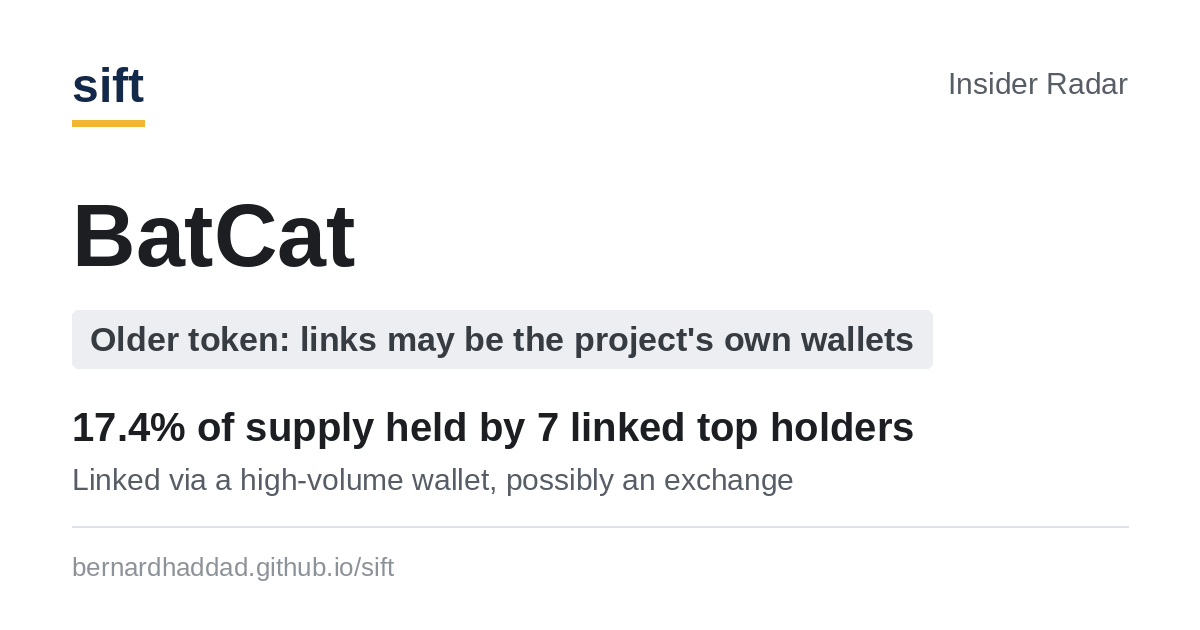 sift
Insider Radar
BatCat
Older token: links may be the project's own wallets
17.4% of supply held by 7 linked top holders
Linked via a high-volume wallet, possibly an exchange
bernardhaddad.github.io/sift